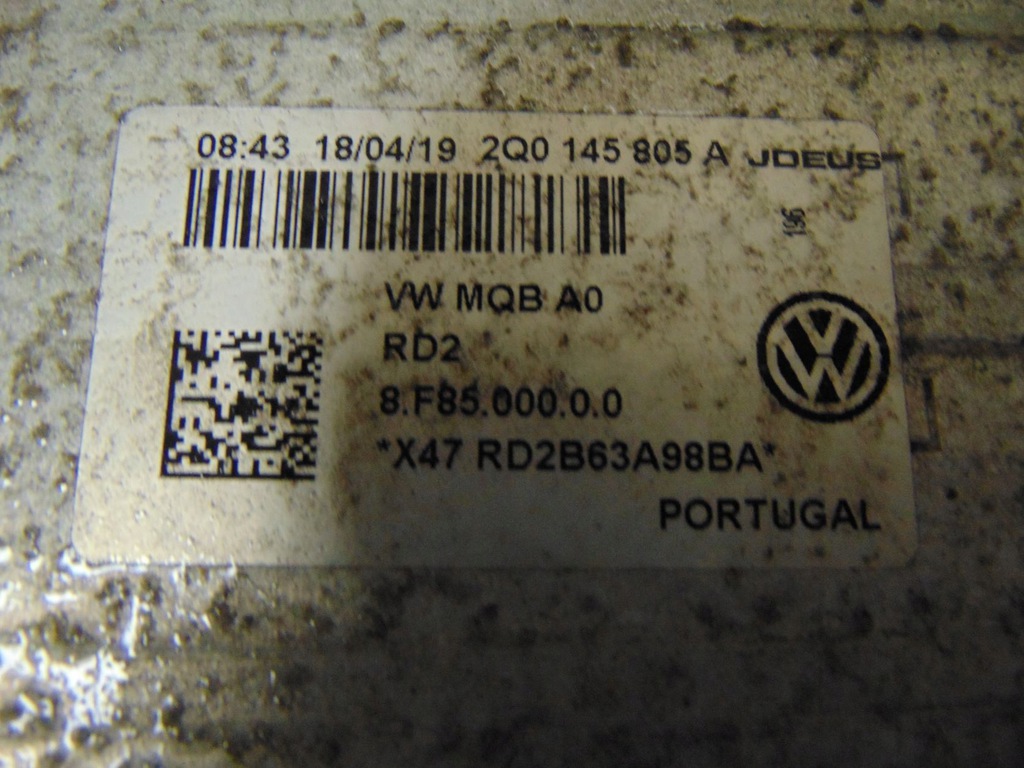 08:43 18/04/19 2Q0 145 805 A JDEUS
196
VW MQB A0
RD2
8.F85.000.0.0
*X47 RD2B63A98BA*
PORTUGAL